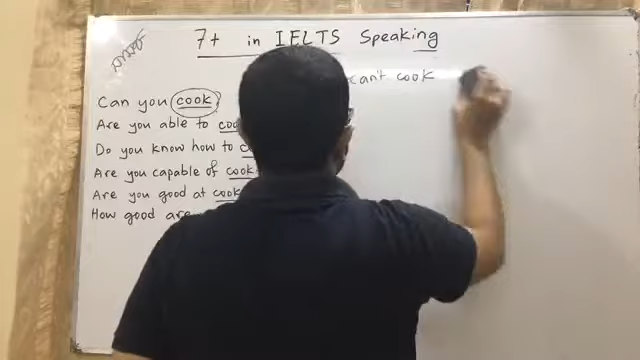 7+ in IELTS Speaking
can't cook
Can you cook
Are you able to
Do you know how to
Are you capable of cook
Are you good at cook
How good are